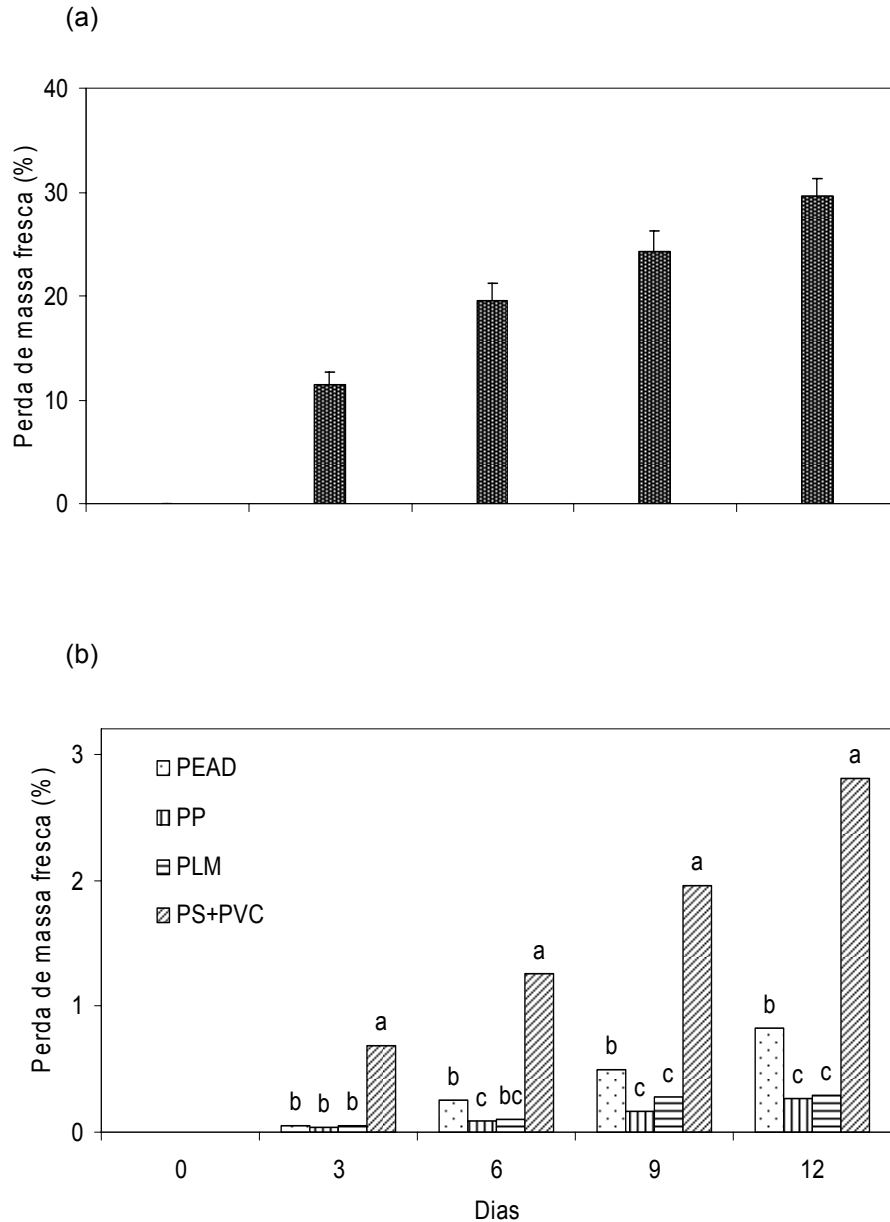 (a)
Perda de massa fresca (%)
40
30
20
10
0
(b)
Perda de massa fresca (%)
3
2
1
0
PEAD
PP
PLM
PS+PVC
b b b a
b c bc a
b c c a
b c c a
0 3 6 9 12
Dias